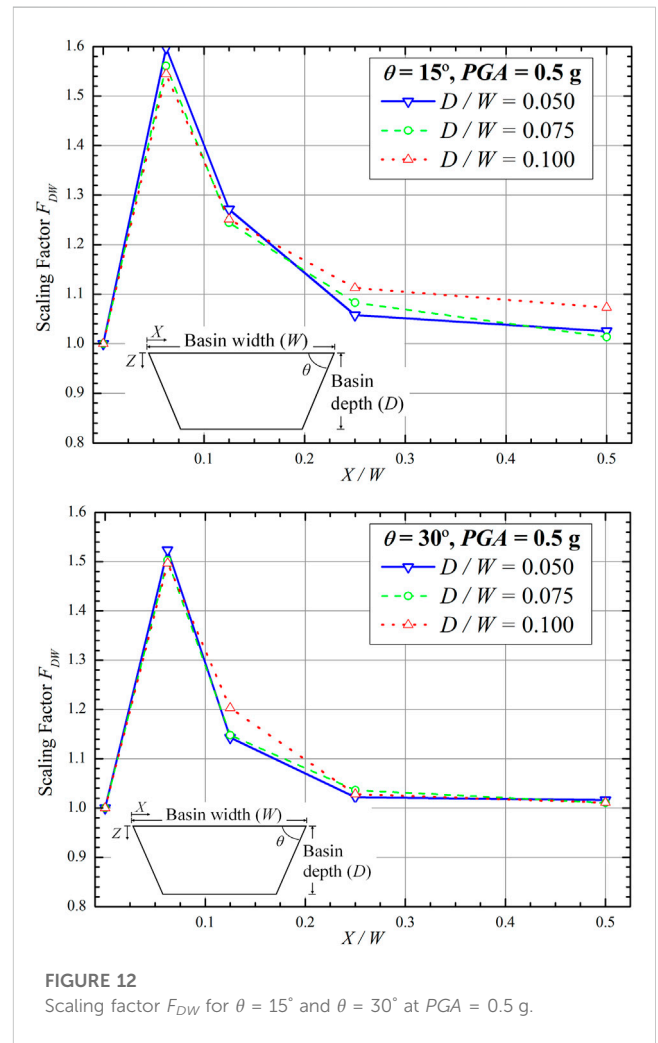 θ = 15°, PGA = 0.5 g
D / W = 0.050
D / W = 0.075
D / W = 0.100
Scaling Factor F_DW
1.6
1.5
1.4
1.3
1.2
1.1
1.0
0.9
0.8
X
Basin width (W)
Z
θ
Basin
depth (D)
0.1 0.2 0.3 0.4 0.5
X / W
θ = 30°, PGA = 0.5 g
D / W = 0.050
D / W = 0.075
D / W = 0.100
Scaling Factor F_DW
1.6
1.5
1.4
1.3
1.2
1.1
1.0
0.9
0.8
X
Basin width (W)
Z
θ
Basin
depth (D)
0.1 0.2 0.3 0.4 0.5
X / W
FIGURE 12
Scaling factor F_DW for θ = 15° and θ = 30° at PGA = 0.5 g.